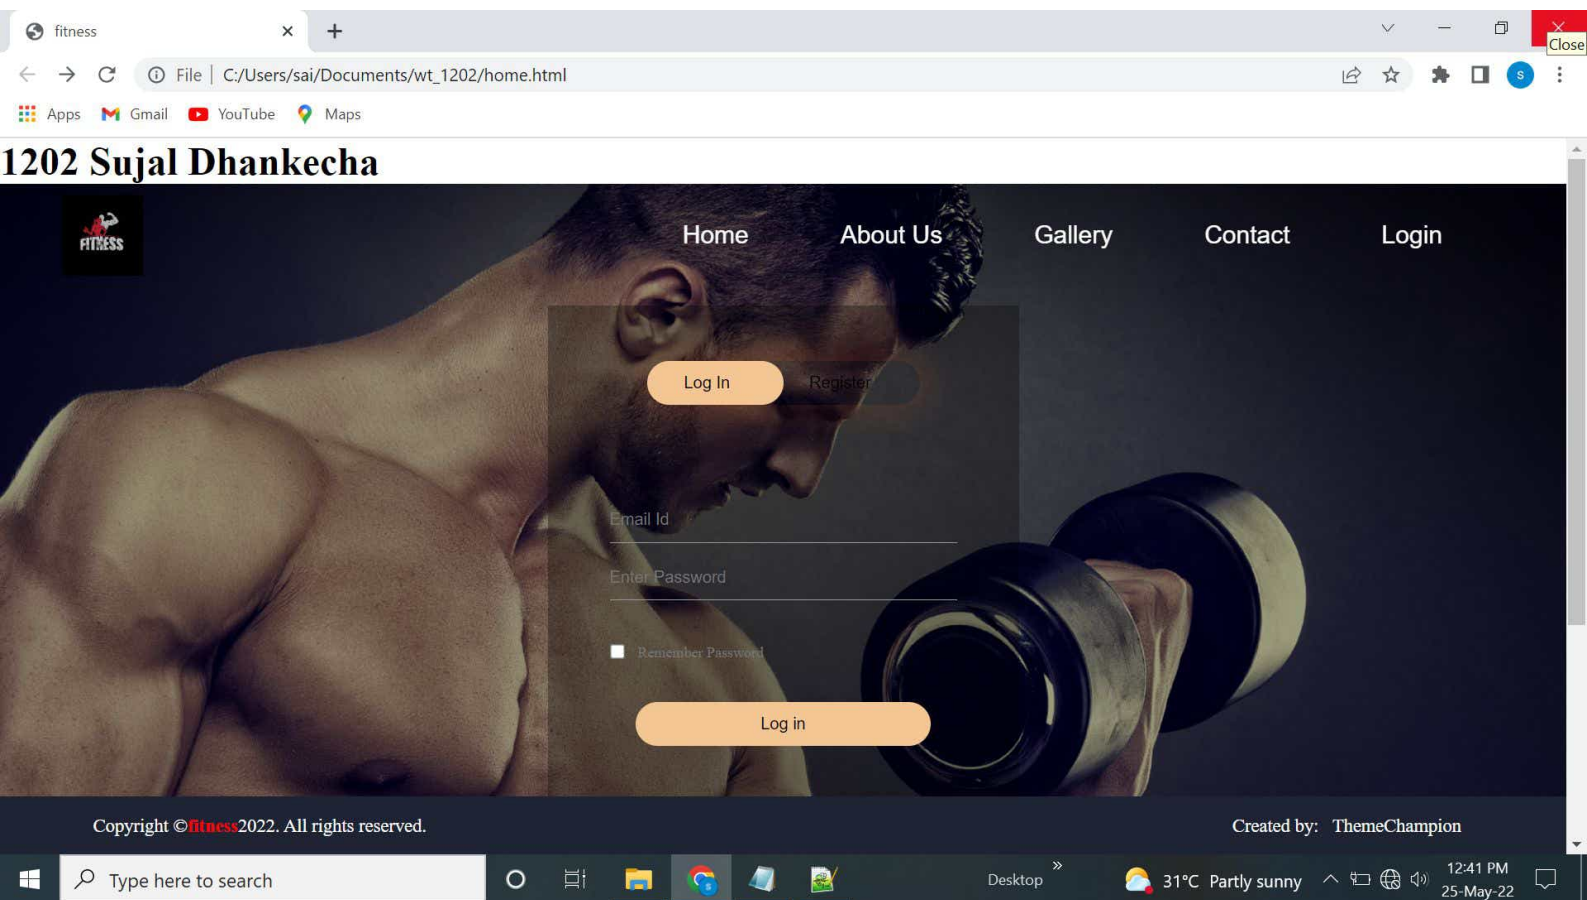 fitness
File | C:/Users/sai/Documents/wt_1202/home.html
Close
Apps Gmail YouTube Maps
S
1202 Sujal Dhankecha
FITNESS
Home About Us Gallery Contact Login
Log In Register
Email Id
Enter Password
Remember Password
Log in
Copyright ©fitness2022. All rights reserved. Created by: ThemeChampion
Type here to search
Desktop » 31°C Partly sunny 12:41 PM
25-May-22